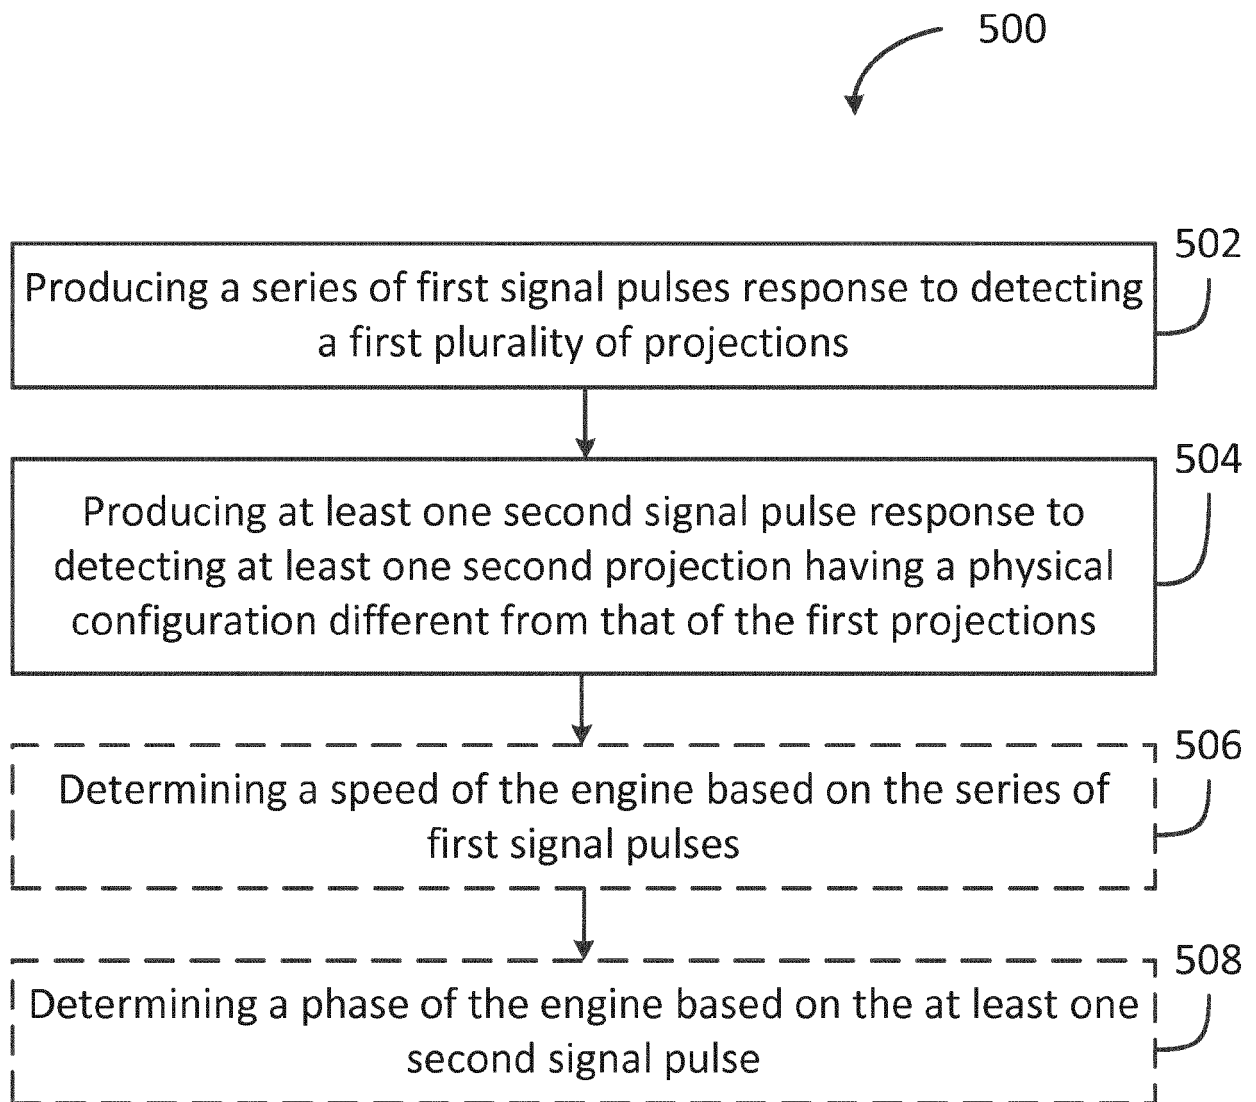 500
502
Producing a series of first signal pulses response to detecting
a first plurality of projections
504
Producing at least one second signal pulse response to
detecting at least one second projection having a physical
configuration different from that of the first projections
506
Determining a speed of the engine based on the series of
first signal pulses
508
Determining a phase of the engine based on the at least one
second signal pulse